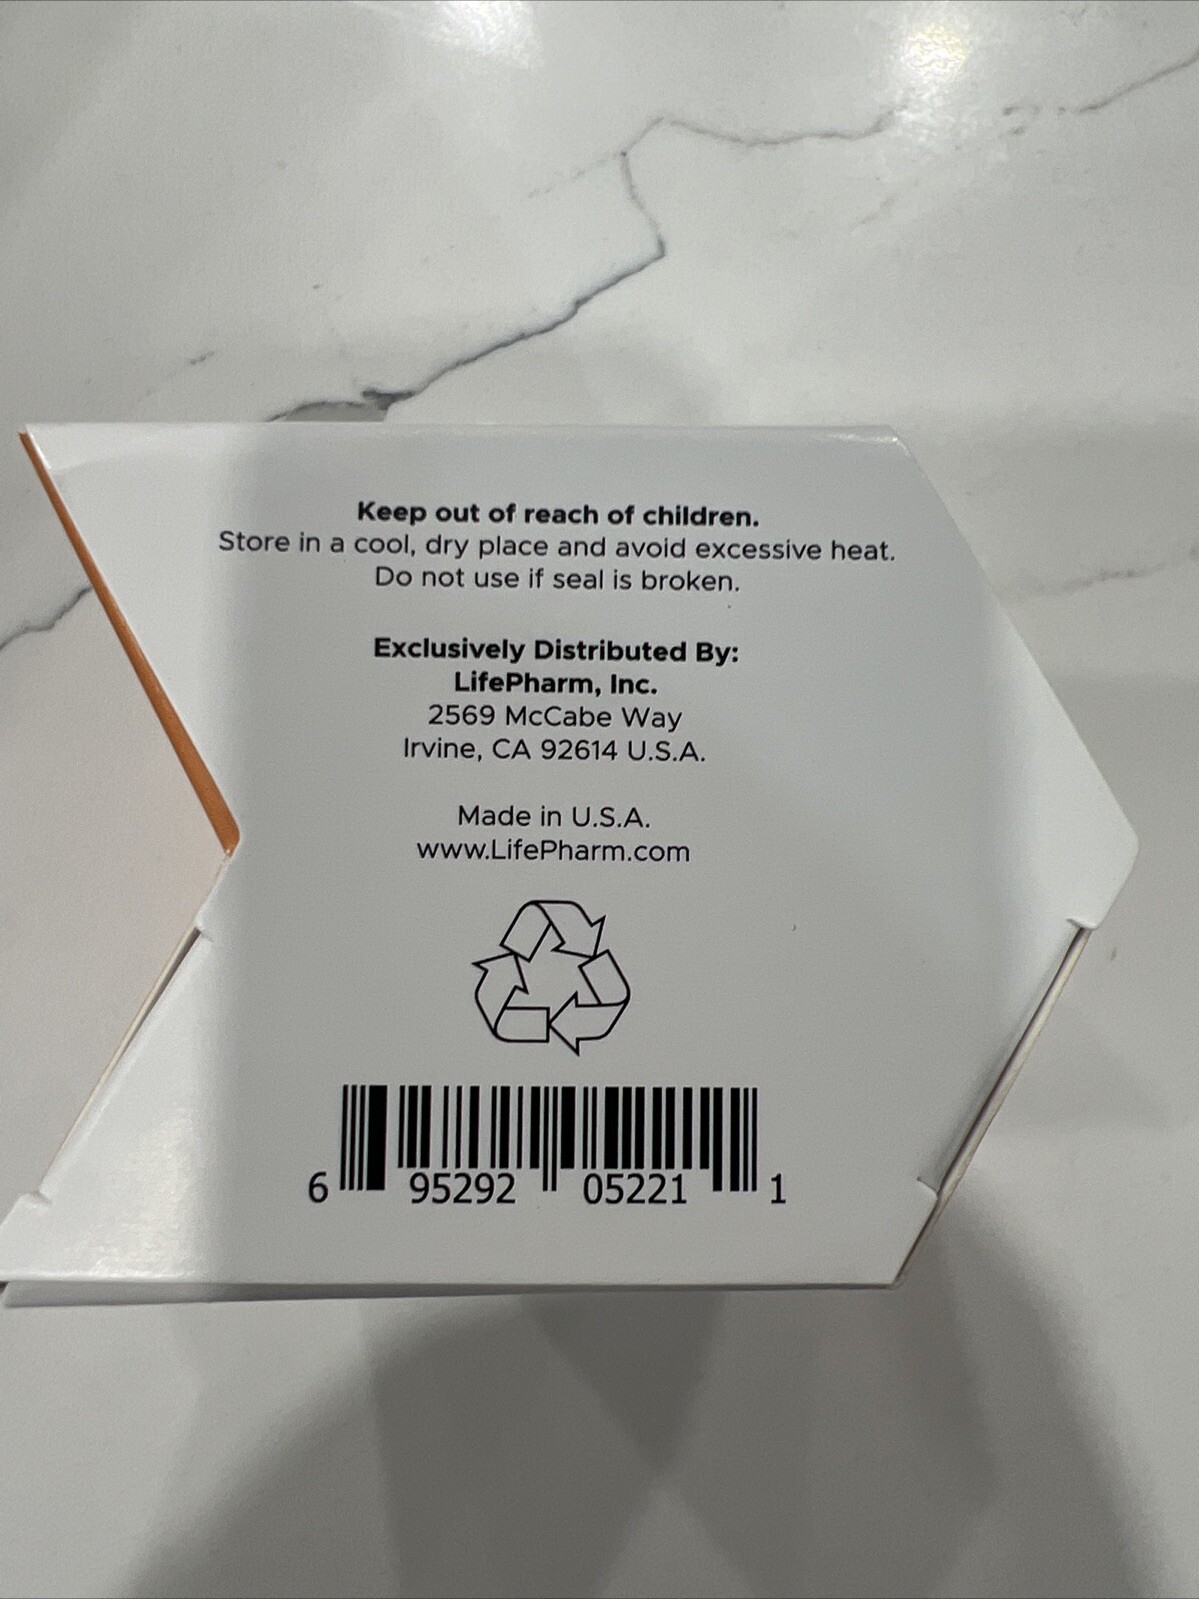 Keep out of reach of children.
Store in a cool, dry place and avoid excessive heat.
Do not use if seal is broken.
Exclusively Distributed By:
LifePharm, Inc.
2569 McCabe Way
Irvine, CA 92614 U.S.A.
Made in U.S.A.
www.LifePharm.com
6 95292 05221 1